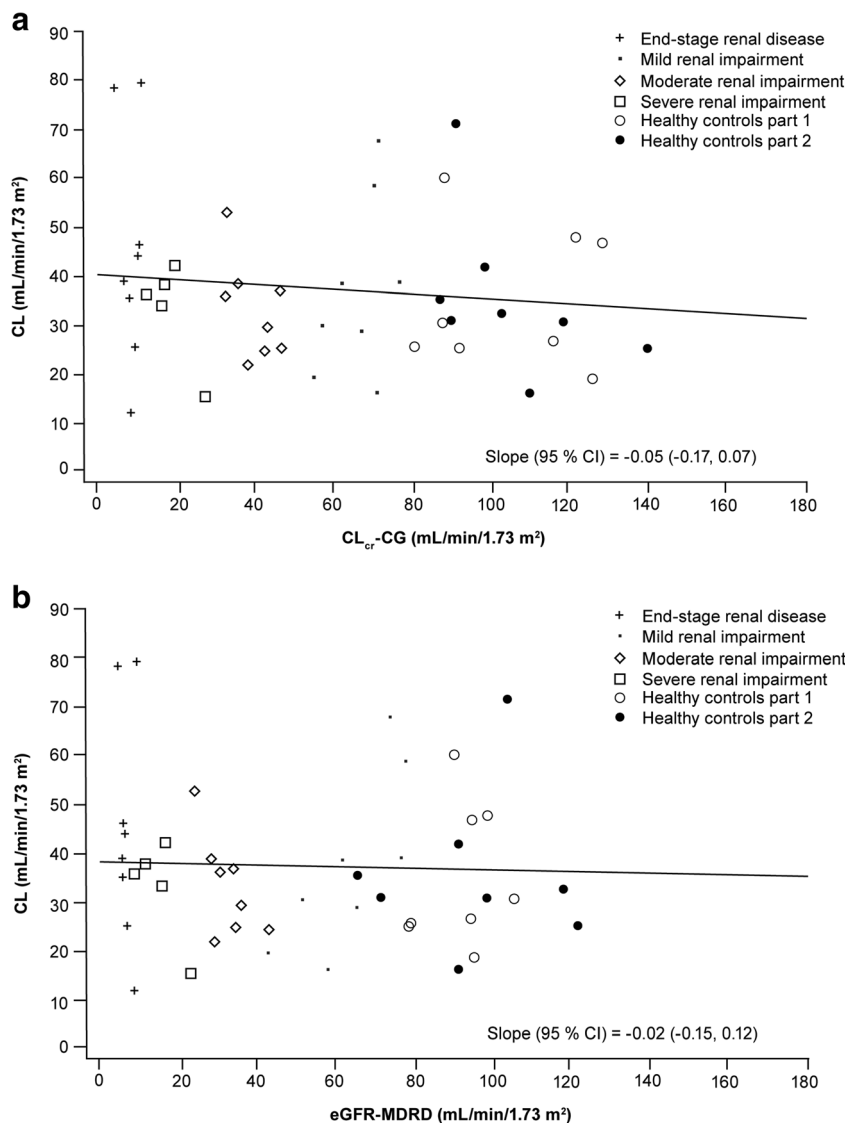 a
90
80
70
60
50
40
30
20
10
0
CL (mL/min/1.73 m²)
+ End-stage renal disease
▪ Mild renal impairment
◇ Moderate renal impairment
□ Severe renal impairment
○ Healthy controls part 1
● Healthy controls part 2
Slope (95 % CI) = -0.05 (-0.17, 0.07)
0 20 40 60 80 100 120 140 160 180
CLcr-CG (mL/min/1.73 m²)
b
90
80
70
60
50
40
30
20
10
0
CL (mL/min/1.73 m²)
+ End-stage renal disease
▪ Mild renal impairment
◇ Moderate renal impairment
□ Severe renal impairment
○ Healthy controls part 1
● Healthy controls part 2
Slope (95 % CI) = -0.02 (-0.15, 0.12)
0 20 40 60 80 100 120 140 160 180
eGFR-MDRD (mL/min/1.73 m²)